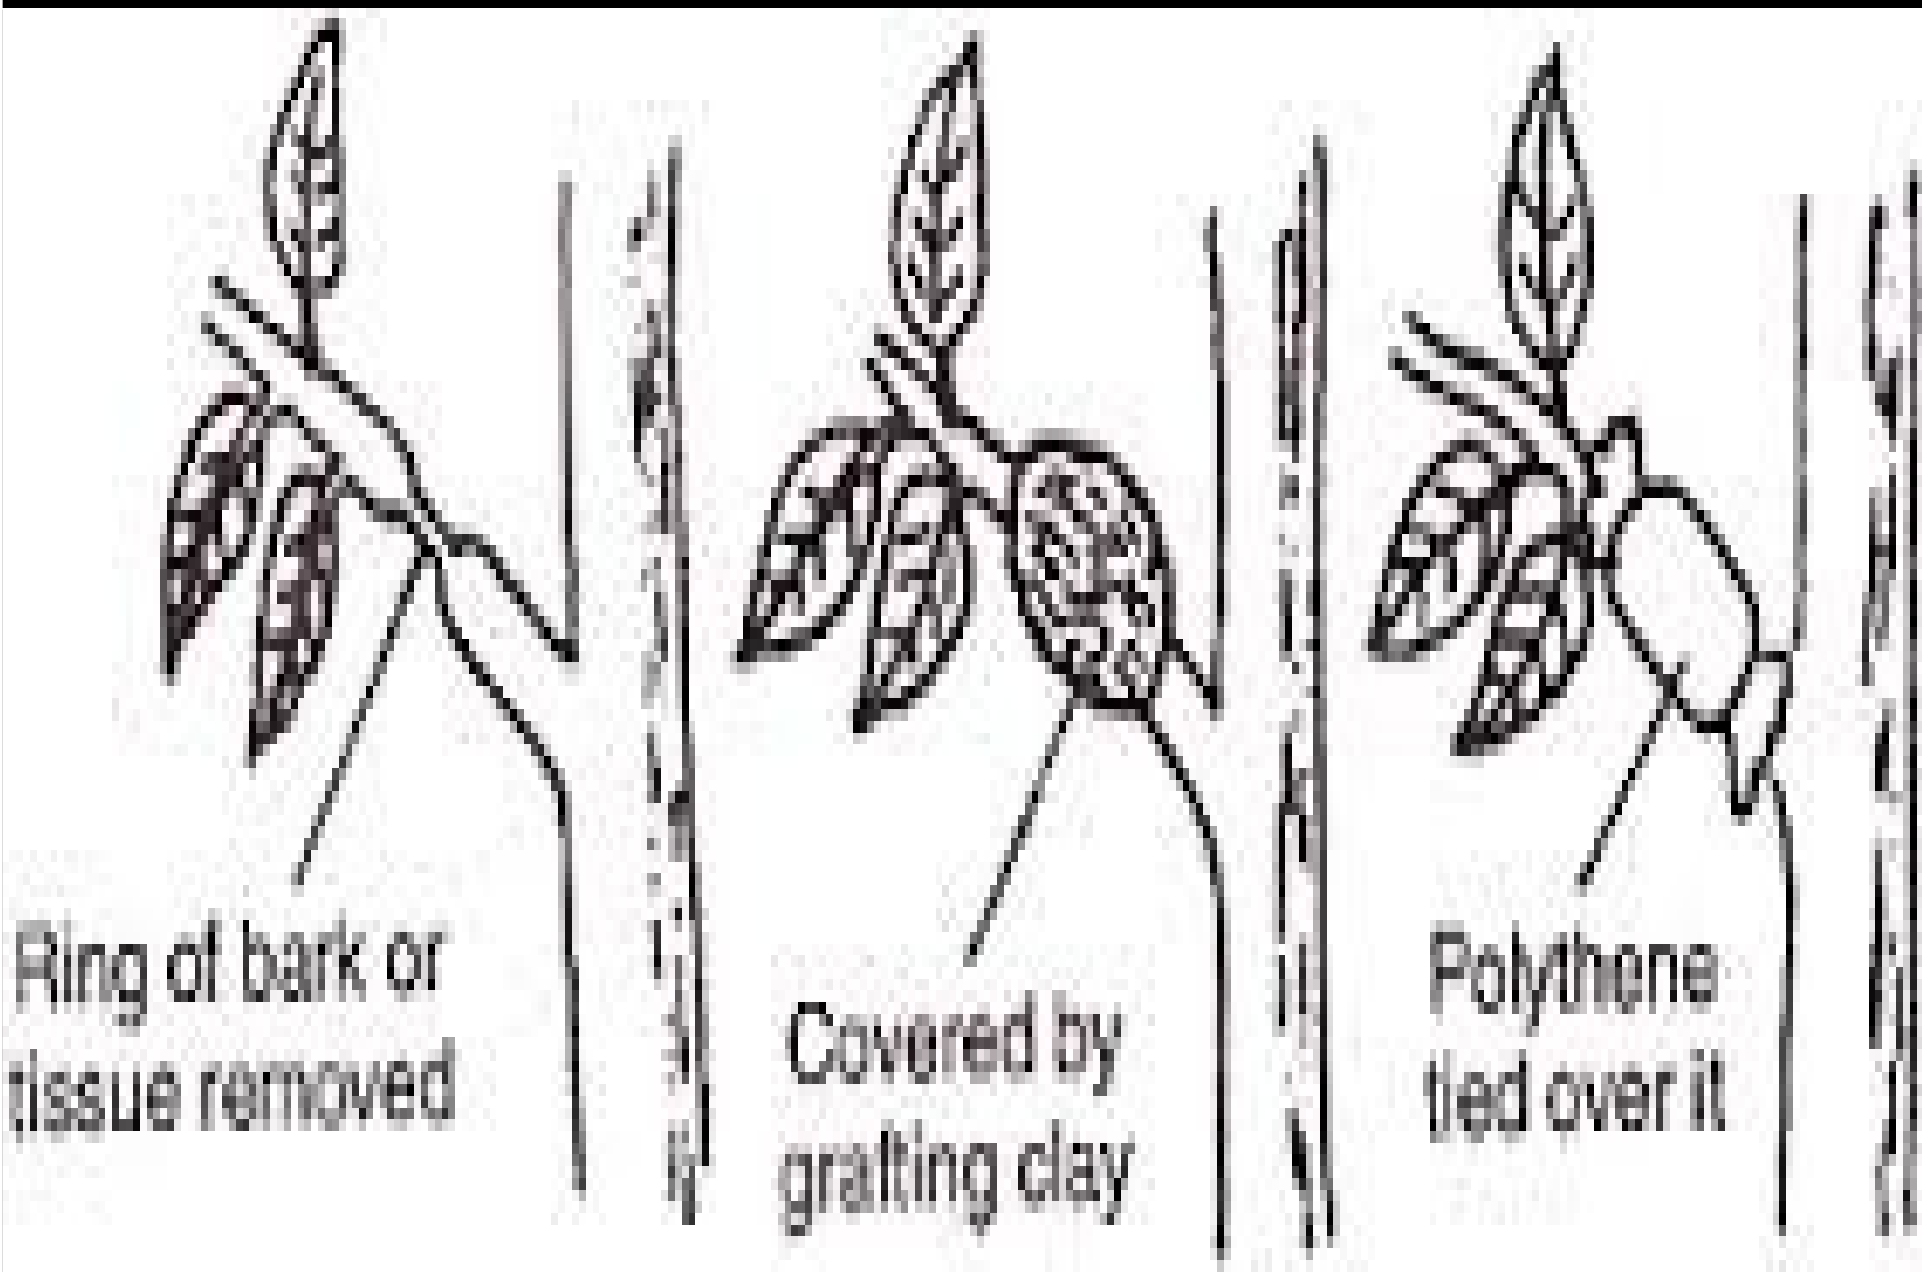 Ring of bark or
tissue removed
Covered by
grafting clay
Polythene
tied over it